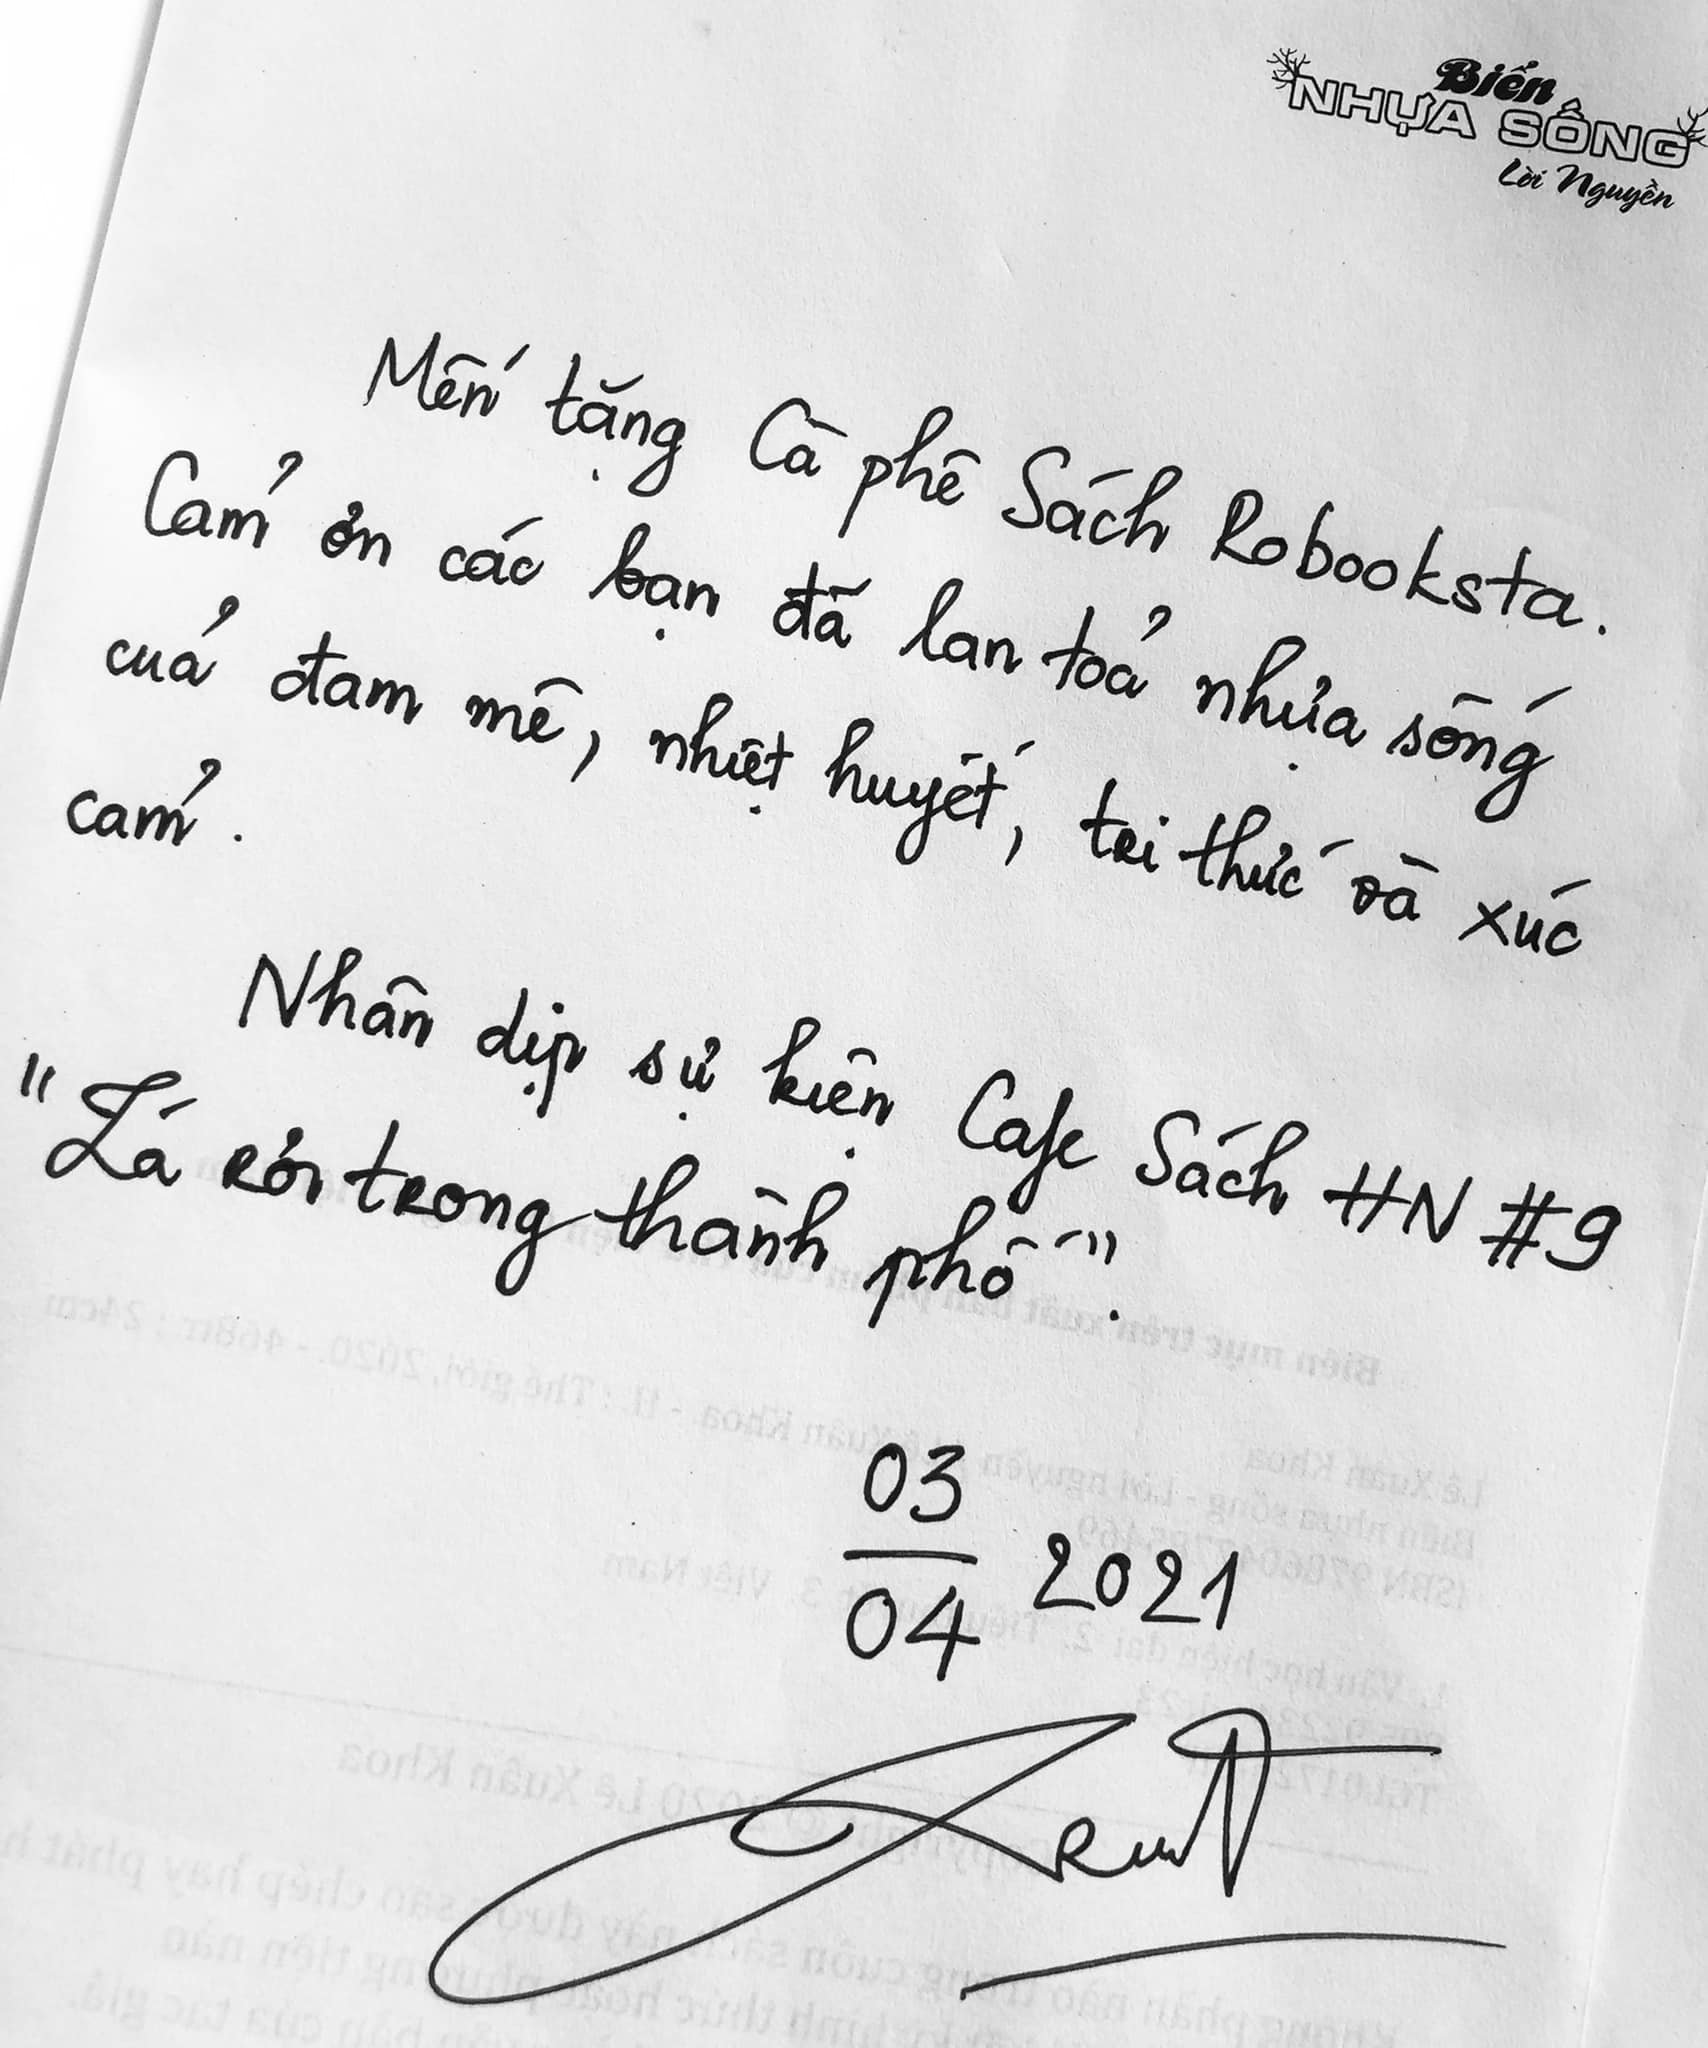 Biển
NHỰA SỐNG
Lời Nguyền
Mến tặng Cà phê Sách Robooksta.
Cảm ơn các bạn đã lan toả nhựa sống
của đam mê, nhiệt huyết, tri thức và xúc
cảm.
Nhân dịp sự kiện Cafe Sách HN #9
"Lá rơi trong thành phố".
03
04 2021